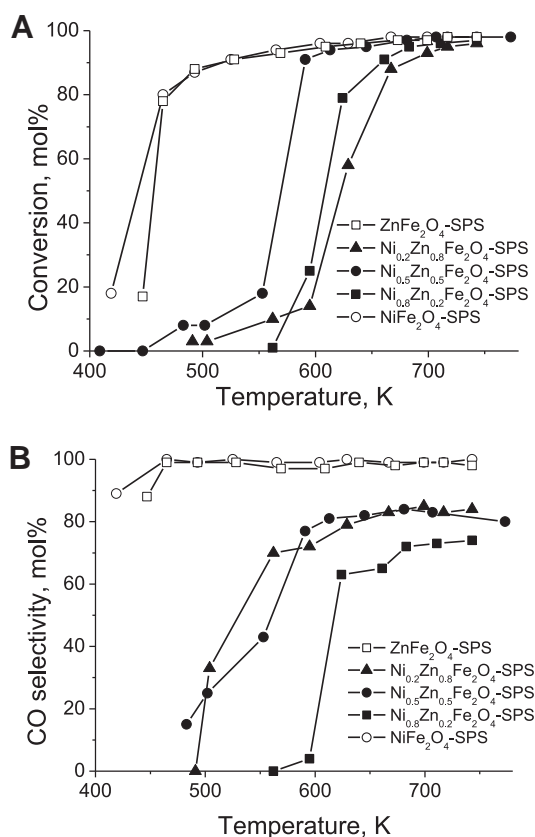 A
100
80
60
40
20
0
Conversion, mol%
ZnFe₂O₄-SPS
Ni₀.₂Zn₀.₈Fe₂O₄-SPS
Ni₀.₅Zn₀.₅Fe₂O₄-SPS
Ni₀.₈Zn₀.₂Fe₂O₄-SPS
NiFe₂O₄-SPS
400 500 600 700
Temperature, K
B
100
80
60
40
20
0
CO selectivity, mol%
ZnFe₂O₄-SPS
Ni₀.₂Zn₀.₈Fe₂O₄-SPS
Ni₀.₅Zn₀.₅Fe₂O₄-SPS
Ni₀.₈Zn₀.₂Fe₂O₄-SPS
NiFe₂O₄-SPS
400 500 600 700
Temperature, K